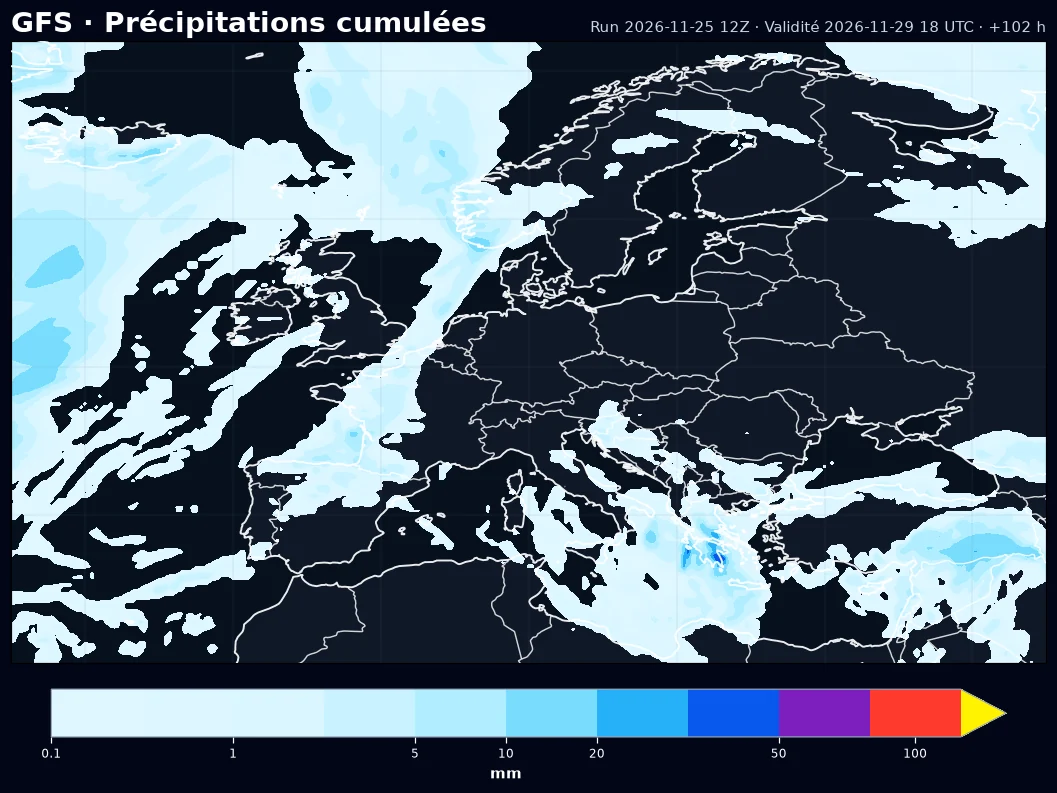 GFS · Précipitations cumulées
Run 2026-11-25 12Z · Validité 2026-11-29 18 UTC · +102 h
0.1 1 5 10 20 50 100
mm